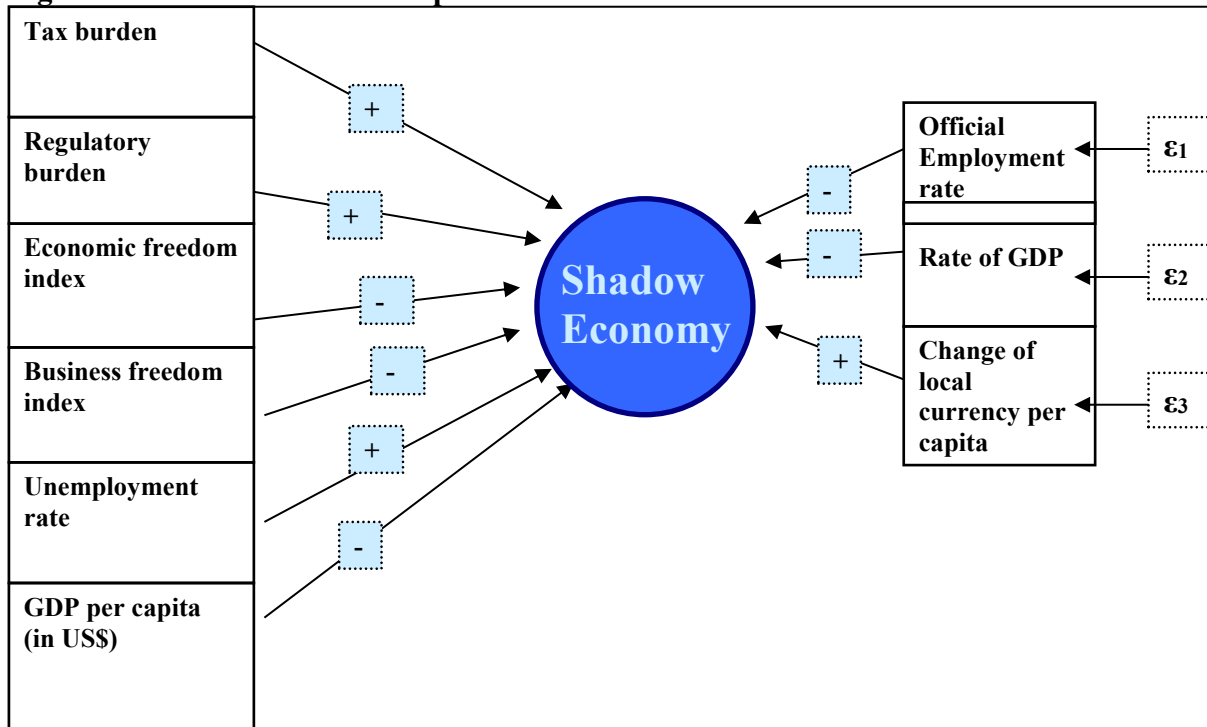 Tax burden
+
Regulatory
burden
+
Economic freedom
index
-
Business freedom
index
-
Unemployment
rate
+
GDP per capita
(in US$)
-
Shadow
Economy
Official
Employment
rate
-
ε1
Rate of GDP
-
ε2
Change of
local
currency per
capita
+
ε3